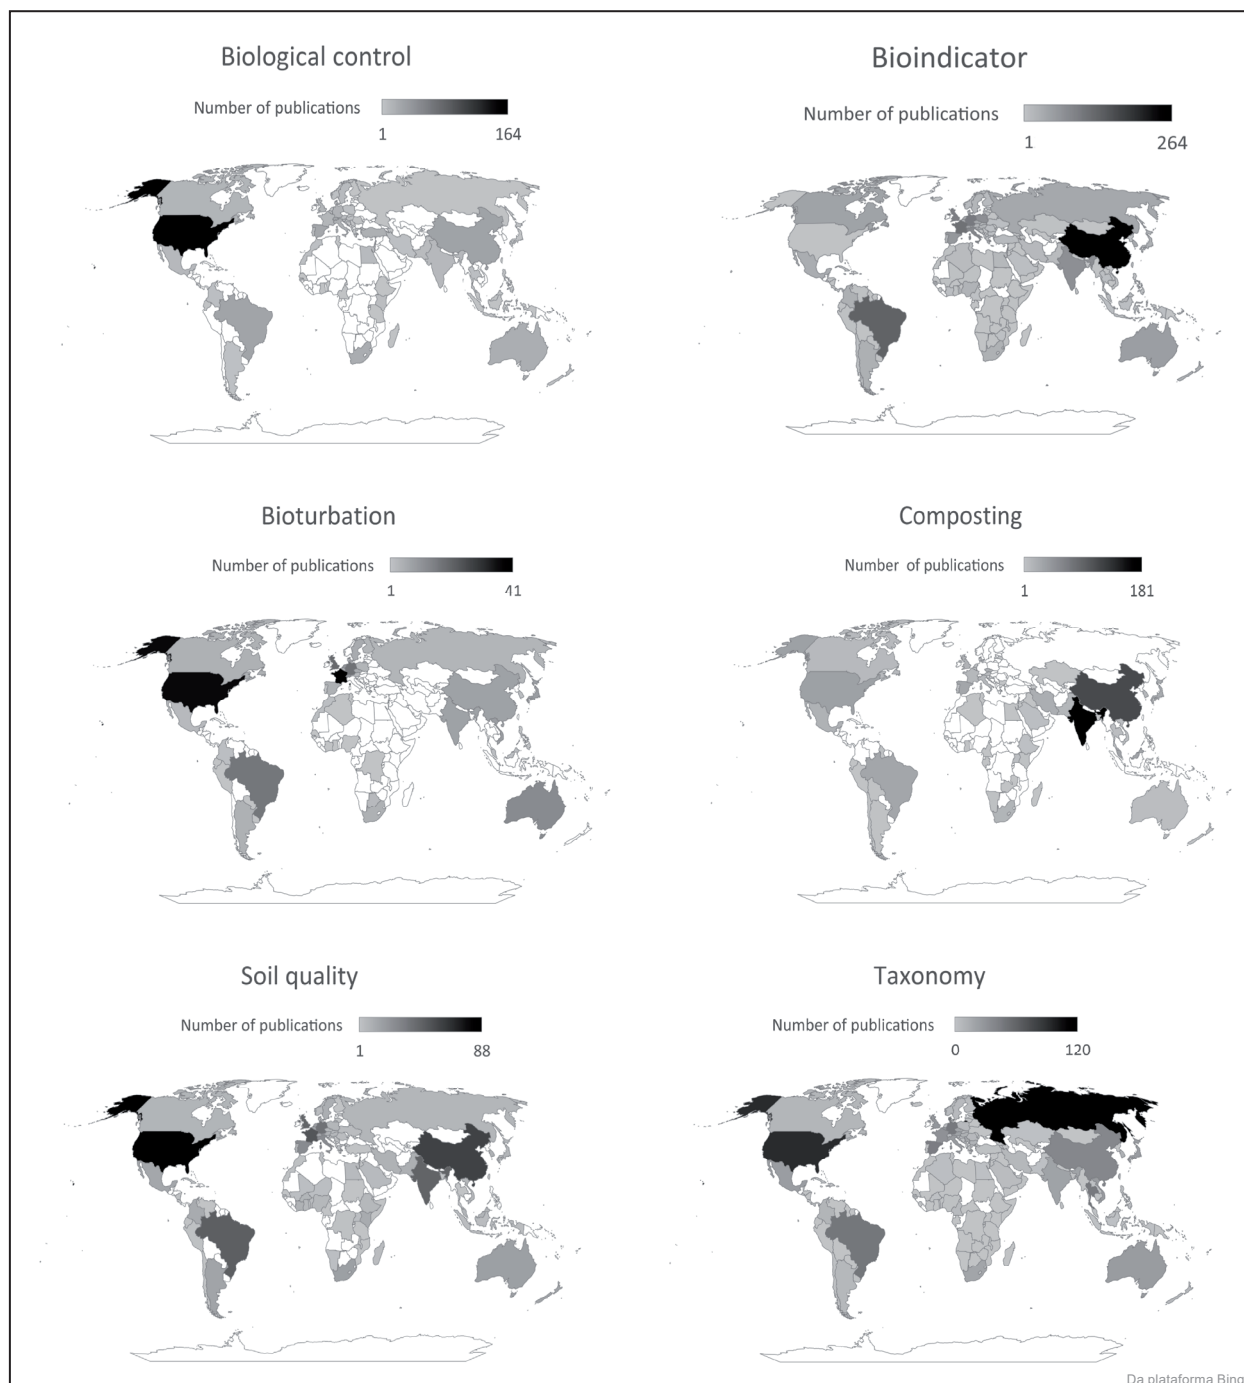 Biological control
Number of publications
1 164
Bioindicator
Number of publications
1 264
Bioturbation
Number of publications
1 41
Composting
Number of publications
1 181
Soil quality
Number of publications
1 88
Taxonomy
Number of publications
0 120
Da plataforma Bing